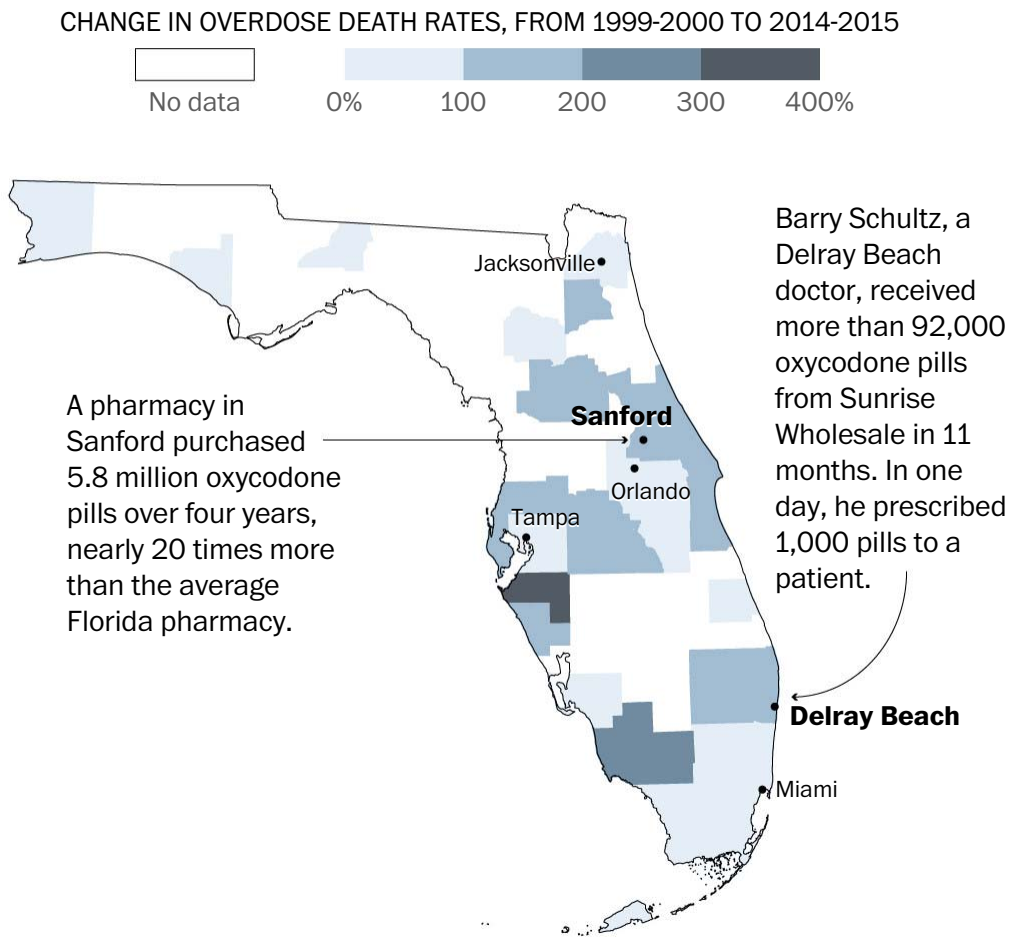 CHANGE IN OVERDOSE DEATH RATES, FROM 1999-2000 TO 2014-2015
No data
0%
100
200
300
400%
Barry Schultz, a
Delray Beach
doctor, received
more than 92,000
oxycodone pills
from Sunrise
Wholesale in 11
months. In one
day, he prescribed
1,000 pills to a
patient.
Jacksonville
A pharmacy in
Sanford purchased
5.8 million oxycodone
pills over four years,
nearly 20 times more
than the average
Florida pharmacy.
Sanford
Orlando
Tampa
Delray Beach
Miami